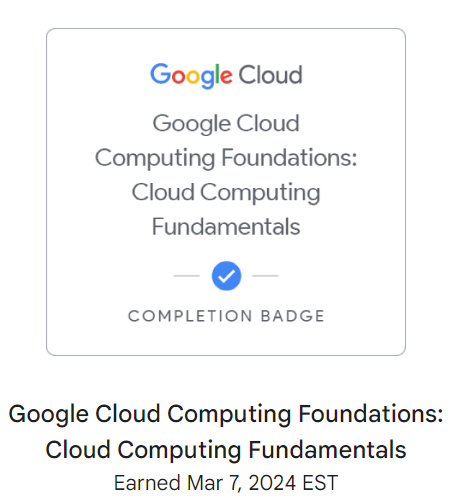 Google Cloud
Google Cloud
Computing Foundations:
Cloud Computing
Fundamentals
COMPLETION BADGE
Google Cloud Computing Foundations:
Cloud Computing Fundamentals
Earned Mar 7, 2024 EST